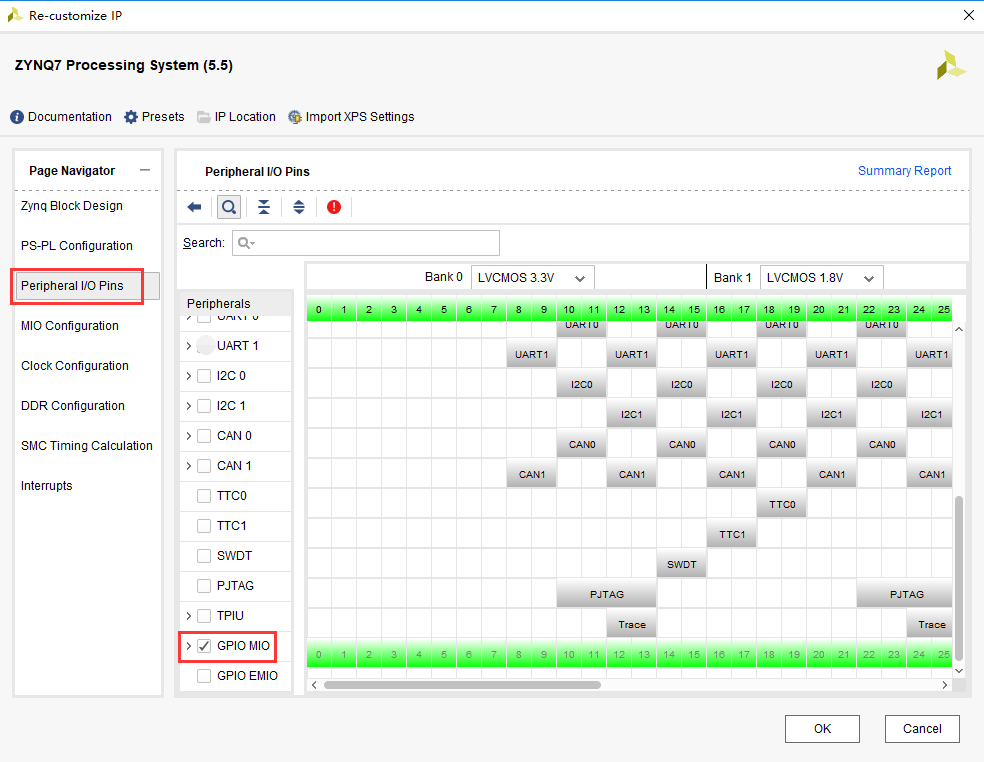 Re-customize IP
ZYNQ7 Processing System (5.5)
Documentation Presets IP Location Import XPS Settings
Page Navigator
Zynq Block Design
PS-PL Configuration
Peripheral I/O Pins
MIO Configuration
Clock Configuration
DDR Configuration
SMC Timing Calculation
Interrupts
Peripheral I/O Pins Summary Report
Search:
Bank 0 LVCMOS 3.3V Bank 1 LVCMOS 1.8V
Peripherals 0 1 2 3 4 5 6 7 8 9 10 11 12 13 14 15 16 17 18 19 20 21 22 23 24 25
UART 0 UART0 UART0 UART0 UART0
UART 1 UART1 UART1 UART1 UART1 UART1
I2C 0 I2C0 I2C0 I2C0 I2C0
I2C 1 I2C1 I2C1 I2C1 I2C1
CAN 0 CAN0 CAN0 CAN0 CAN0
CAN 1 CAN1 CAN1 CAN1 CAN1 CAN1
TTC0 TTC0
TTC1 TTC1
SWDT SWDT
PJTAG PJTAG PJTAG
TPIU Trace Trace
GPIO MIO 0 1 2 3 4 5 6 7 8 9 10 11 12 13 14 15 16 17 18 19 20 21 22 23 24 25
GPIO EMIO
OK Cancel